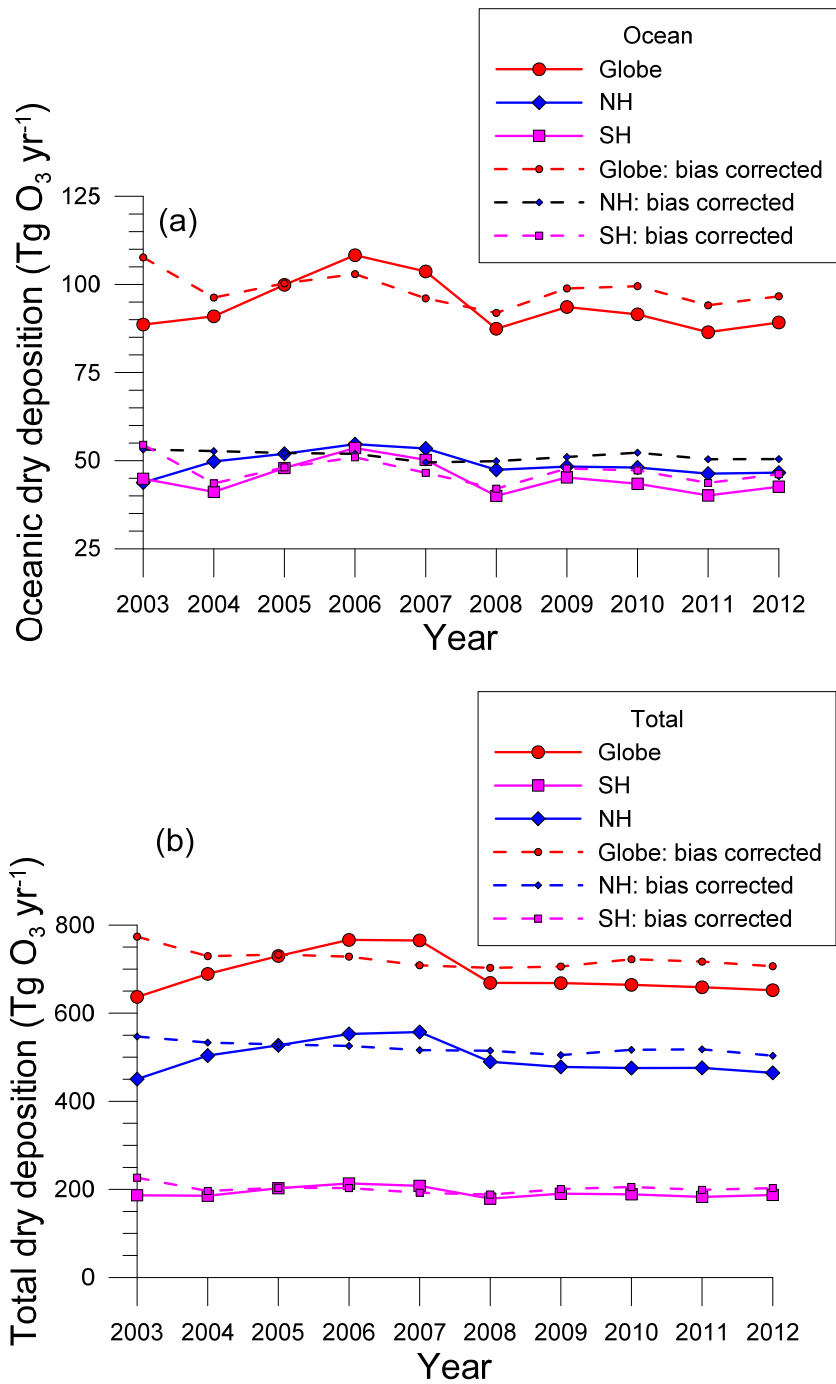 Ocean
Globe
NH
SH
Globe: bias corrected
NH: bias corrected
SH: bias corrected
(a)
Oceanic dry deposition (Tg O₃ yr⁻¹)
125
100
75
50
25
2003 2004 2005 2006 2007 2008 2009 2010 2011 2012
Year
Total
Globe
SH
NH
Globe: bias corrected
NH: bias corrected
SH: bias corrected
(b)
Total dry deposition (Tg O₃ yr⁻¹)
800
600
400
200
0
2003 2004 2005 2006 2007 2008 2009 2010 2011 2012
Year